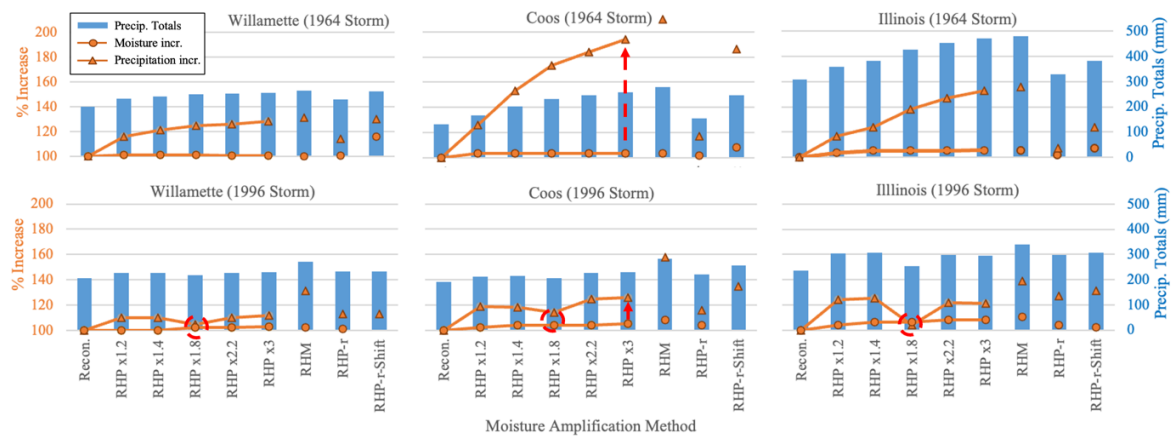 Willamette (1964 Storm)
Coos (1964 Storm)
Illinois (1964 Storm)
Precip. Totals
Moisture incr.
Precipitation incr.
% Increase
200
180
160
140
120
100
500
400
300
200
100
0
Precip. Totals (mm)
Willamette (1996 Storm)
Coos (1996 Storm)
Illlinois (1996 Storm)
% Increase
200
180
160
140
120
100
500
400
300
200
100
0
Precip. Totals (mm)
Recon.
RHP x1.2
RHP x1.4
RHP x1.8
RHP x2.2
RHP x3
RHM
RHP-r
RHP-r-Shift
Recon.
RHP x1.2
RHP x1.4
RHP x1.8
RHP x2.2
RHP x3
RHM
RHP-r
RHP-r-Shift
Recon.
RHP x1.2
RHP x1.4
RHP x1.8
RHP x2.2
RHP x3
RHM
RHP-r
RHP-r-Shift
Moisture Amplification Method